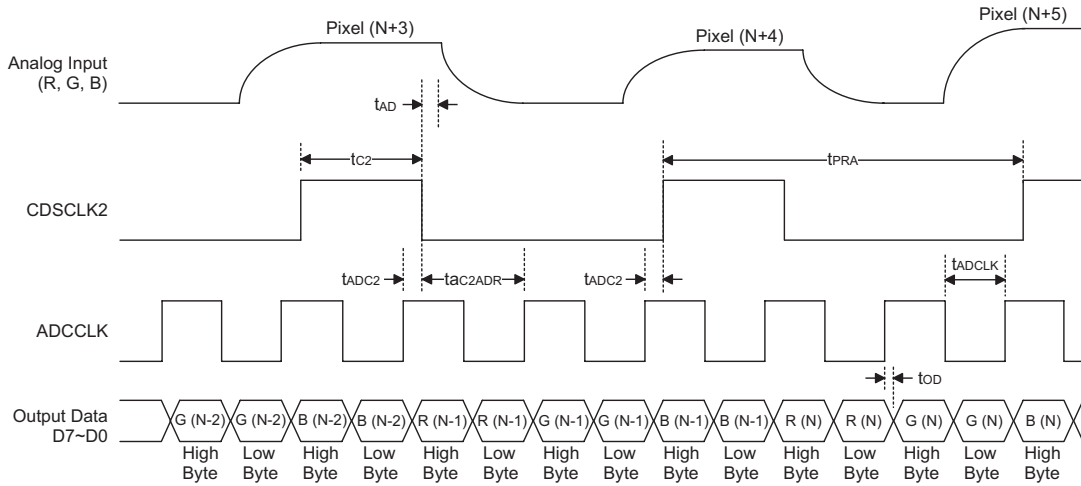 Pixel (N+3)
Pixel (N+4)
Pixel (N+5)
Analog Input
(R, G, B)
tAD
tC2
tPRA
CDSCLK2
tADC2
taC2ADR
tADC2
tADCLK
ADCCLK
tOD
Output Data
D7~D0
G (N-2) G (N-2) B (N-2) B (N-2) R (N-1) R (N-1) G (N-1) G (N-1) B (N-1) B (N-1) R (N) R (N) G (N) G (N) B (N)
High Low High Low High Low High Low High Low High Low High Low High
Byte Byte Byte Byte Byte Byte Byte Byte Byte Byte Byte Byte Byte Byte Byte